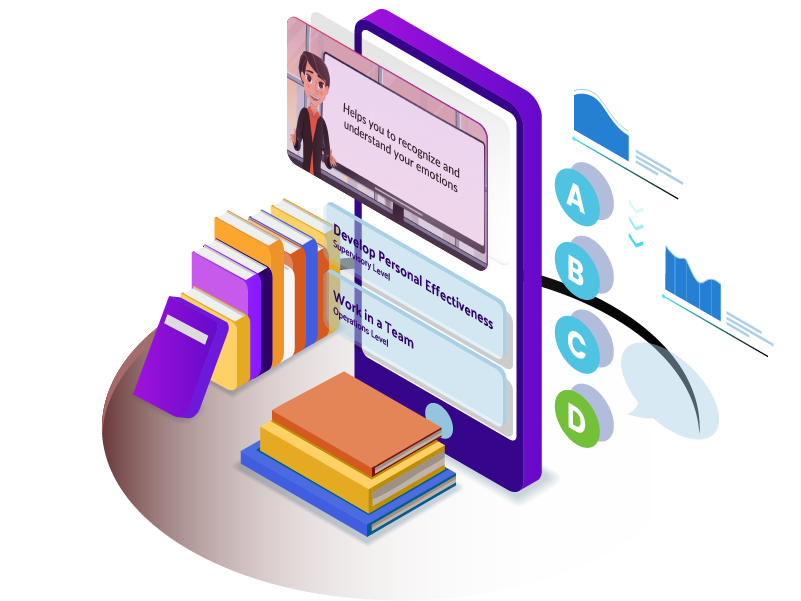 Helps you to recognize and
understand your emotions
Develop Personal Effectiveness
Supervisory Level
Work in a Team
Operations Level
A
B
C
D